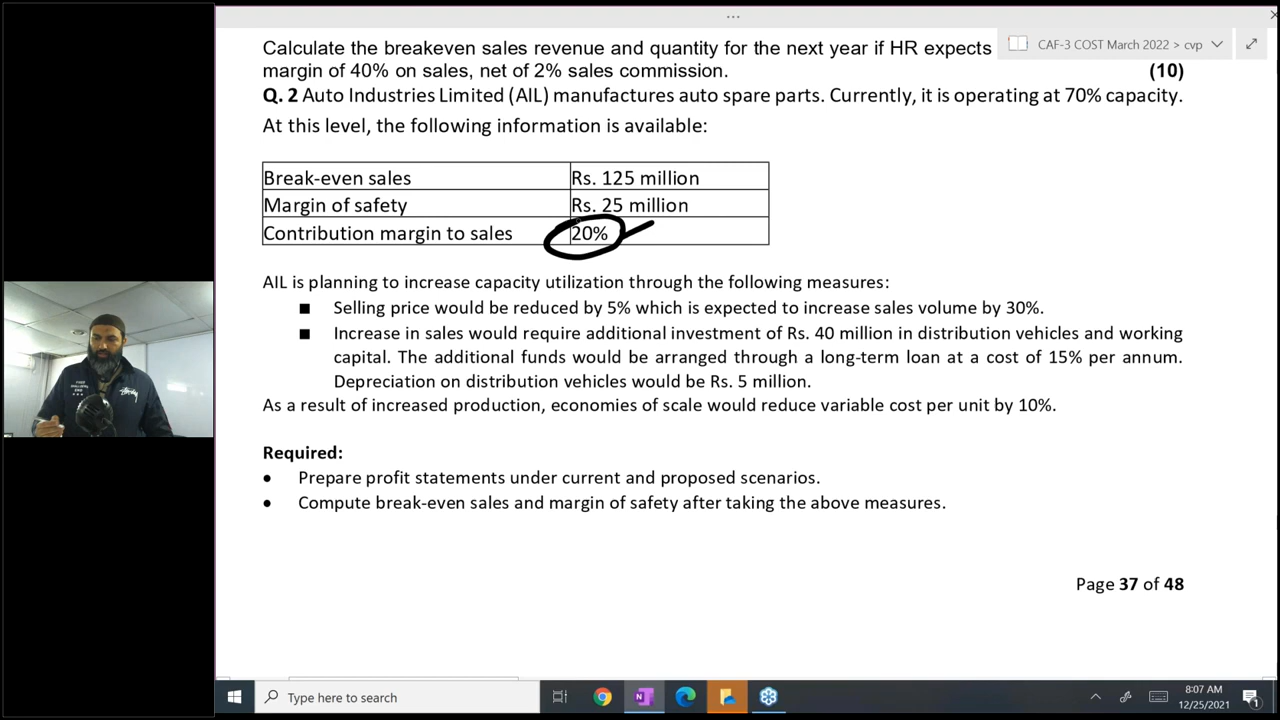 Calculate the breakeven sales revenue and quantity for the next year if HR expects
CAF-3 COST March 2022 > cvp
margin of 40% on sales, net of 2% sales commission.
(10)
Q. 2 Auto Industries Limited (AIL) manufactures auto spare parts. Currently, it is operating at 70% capacity.
At this level, the following information is available:
Break-even sales Rs. 125 million
Margin of safety Rs. 25 million
Contribution margin to sales 20%
AIL is planning to increase capacity utilization through the following measures:
■ Selling price would be reduced by 5% which is expected to increase sales volume by 30%.
■ Increase in sales would require additional investment of Rs. 40 million in distribution vehicles and working
capital. The additional funds would be arranged through a long-term loan at a cost of 15% per annum.
Depreciation on distribution vehicles would be Rs. 5 million.
As a result of increased production, economies of scale would reduce variable cost per unit by 10%.
Required:
• Prepare profit statements under current and proposed scenarios.
• Compute break-even sales and margin of safety after taking the above measures.
Page 37 of 48
Type here to search
8:07 AM
12/25/2021
1